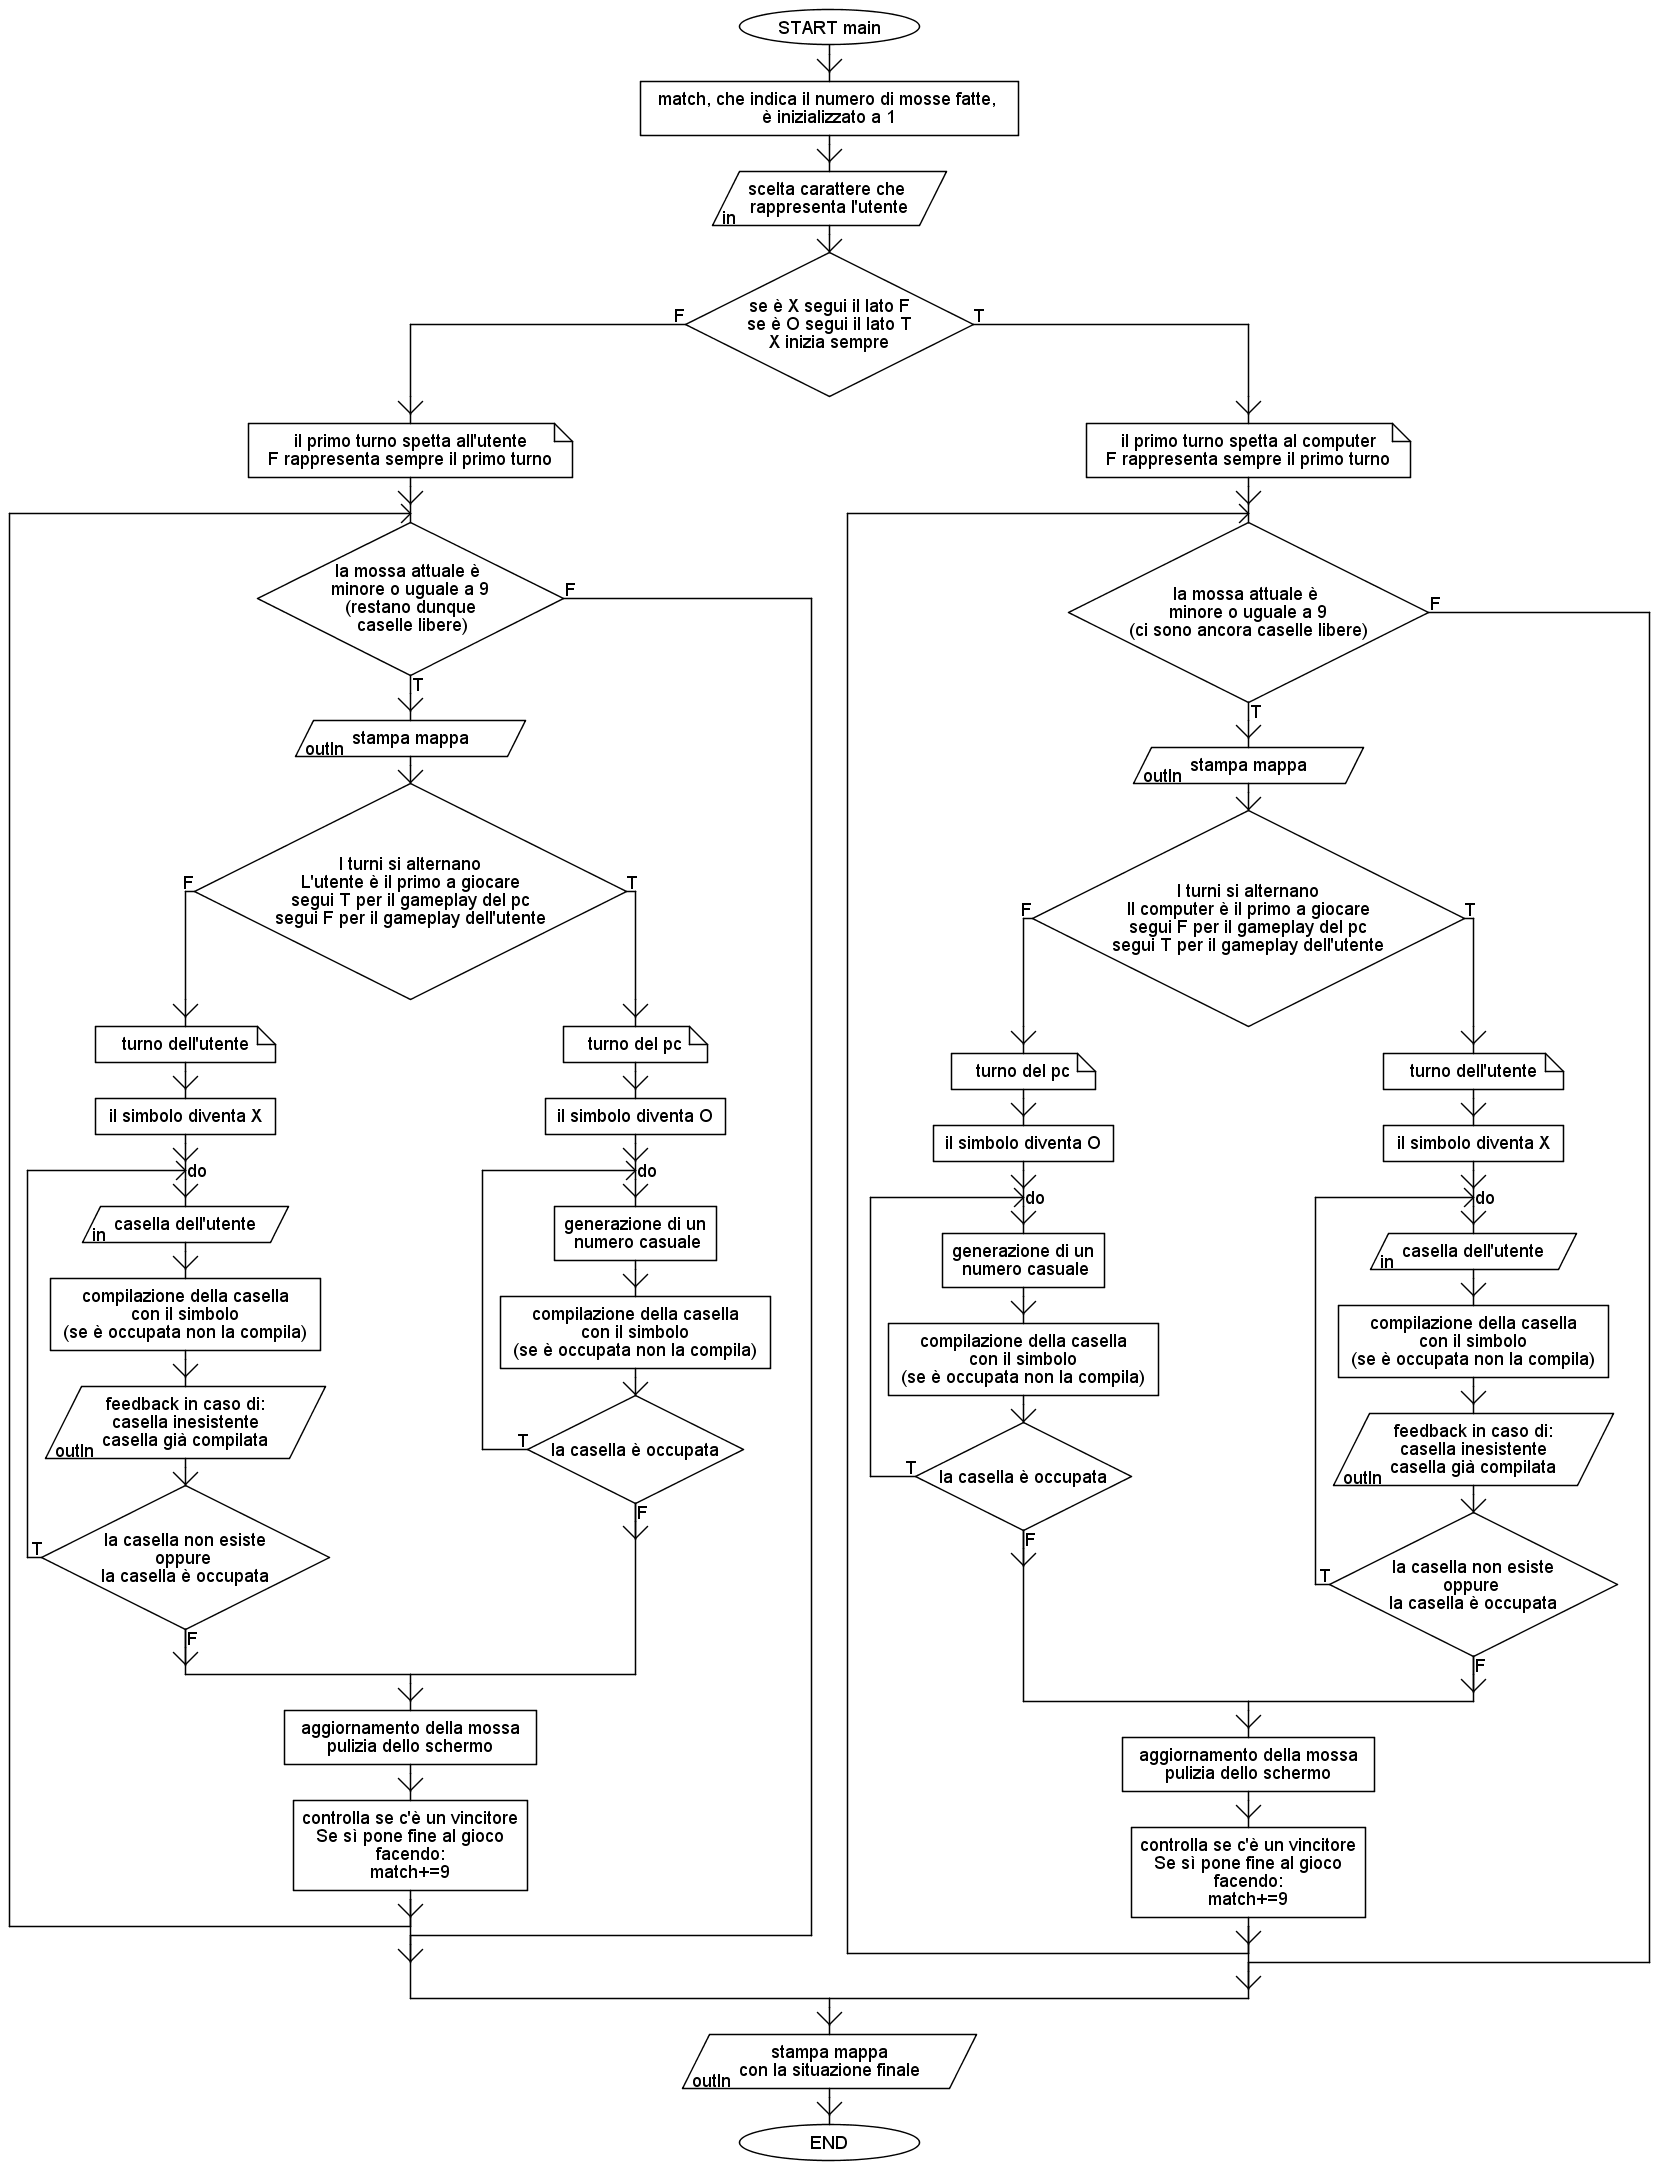 START main
match, che indica il numero di mosse fatte,
è inizializzato a 1
scelta carattere che
rappresenta l'utente
in
se è X segui il lato F
se è O segui il lato T
X inizia sempre
F
T
il primo turno spetta all'utente
F rappresenta sempre il primo turno
la mossa attuale è
minore o uguale a 9
(restano dunque
caselle libere)
F
T
stampa mappa
outln
I turni si alternano
L'utente è il primo a giocare
segui T per il gameplay del pc
segui F per il gameplay dell'utente
F
T
turno dell'utente
il simbolo diventa X
do
casella dell'utente
in
compilazione della casella
con il simbolo
(se è occupata non la compila)
feedback in caso di:
casella inesistente
casella già compilata
outln
la casella non esiste
oppure
la casella è occupata
T
F
turno del pc
il simbolo diventa O
do
generazione di un
numero casuale
compilazione della casella
con il simbolo
(se è occupata non la compila)
la casella è occupata
T
F
aggiornamento della mossa
pulizia dello schermo
controlla se c'è un vincitore
Se sì pone fine al gioco
facendo:
match+=9
il primo turno spetta al computer
F rappresenta sempre il primo turno
la mossa attuale è
minore o uguale a 9
(ci sono ancora caselle libere)
F
T
stampa mappa
outln
I turni si alternano
Il computer è il primo a giocare
segui F per il gameplay del pc
segui T per il gameplay dell'utente
F
T
turno del pc
il simbolo diventa O
do
generazione di un
numero casuale
compilazione della casella
con il simbolo
(se è occupata non la compila)
la casella è occupata
T
F
turno dell'utente
il simbolo diventa X
do
casella dell'utente
in
compilazione della casella
con il simbolo
(se è occupata non la compila)
feedback in caso di:
casella inesistente
casella già compilata
outln
la casella non esiste
oppure
la casella è occupata
T
F
aggiornamento della mossa
pulizia dello schermo
controlla se c'è un vincitore
Se sì pone fine al gioco
facendo:
match+=9
stampa mappa
con la situazione finale
outln
END